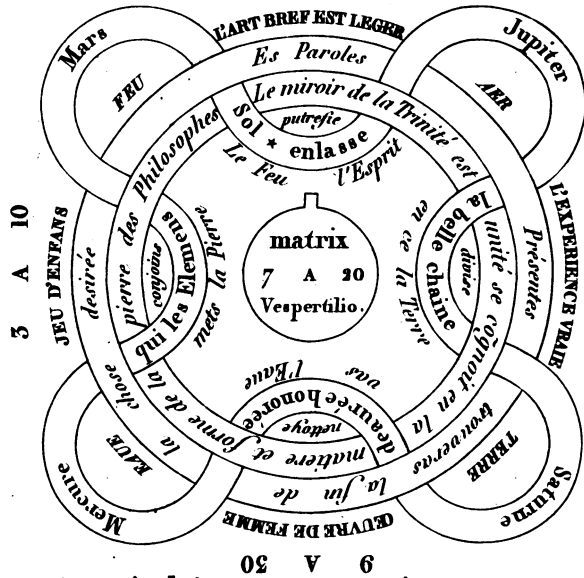 L'ART BREF EST LEGER
Mars
FEU
Jupiter
AER
Es Paroles
Présentes
trouveras
la fin de
la chose
desirée
Le miroir de la Trinité est
unité se cognoit en la
matiere et forme de la
pierre des Philosophes
Sol * enlasse
putrefie
Le Feu
l'Esprit
la belle chaine
divise
en ce la Terre
deaurée honorée
nettoye
vas l'Eaue
qui les Elemens
conjoins
mets la Pierre
matrix
7 A 20
Vespertilio.
L'EXPERIENCE VRAIE
JEU D'ENFANS
3 A 10
Mercure
EAUE
Saturne
TERRE
ŒUVRE DE FEMME
9 A 30